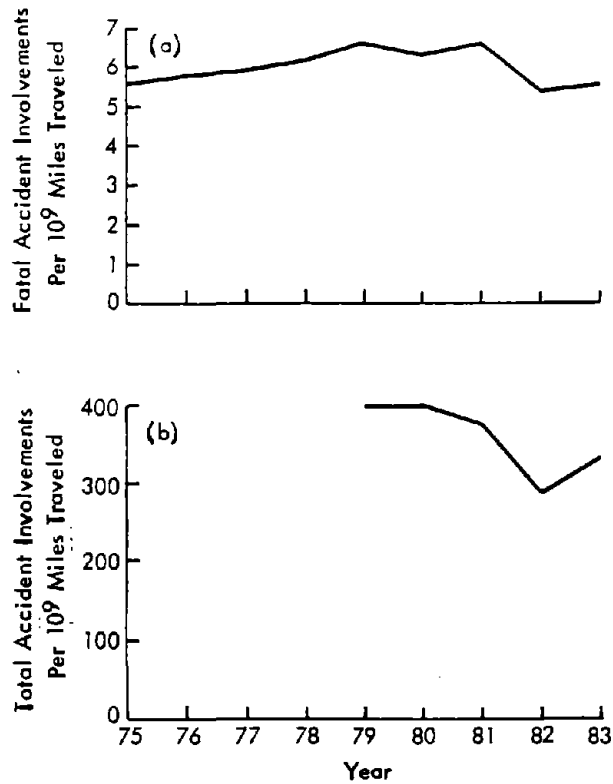 Fatal Accident Involvements
Per 10⁹ Miles Traveled
7
6
5
4
3
2
1
0
(a)
Total Accident Involvements
Per 10⁹ Miles Traveled
400
300
200
100
0
(b)
75 76 77 78 79 80 81 82 83
Year